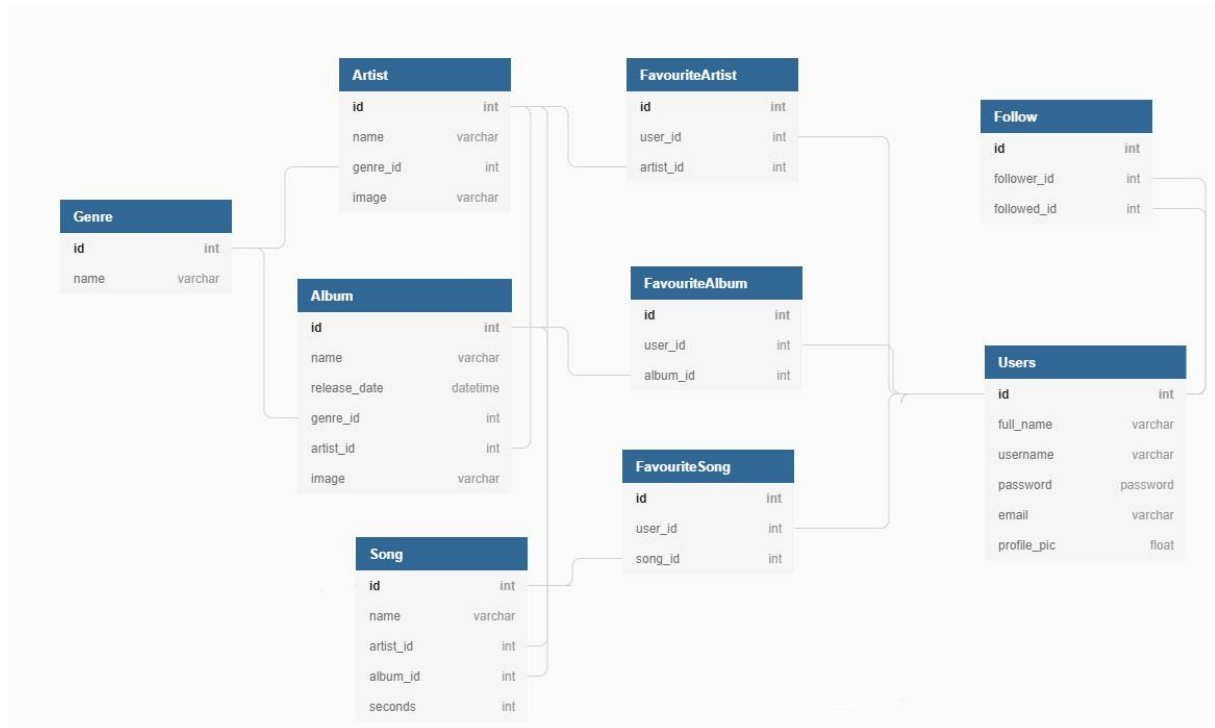 Artist
id int
name varchar
genre_id int
image varchar
FavouriteArtist
id int
user_id int
artist_id int
Follow
id int
follower_id int
followed_id int
Genre
id int
name varchar
Album
id int
name varchar
release_date datetime
genre_id int
artist_id int
image varchar
FavouriteAlbum
id int
user_id int
album_id int
Users
id int
full_name varchar
username varchar
password password
email varchar
profile_pic float
FavouriteSong
id int
user_id int
song_id int
Song
id int
name varchar
artist_id int
album_id int
seconds int